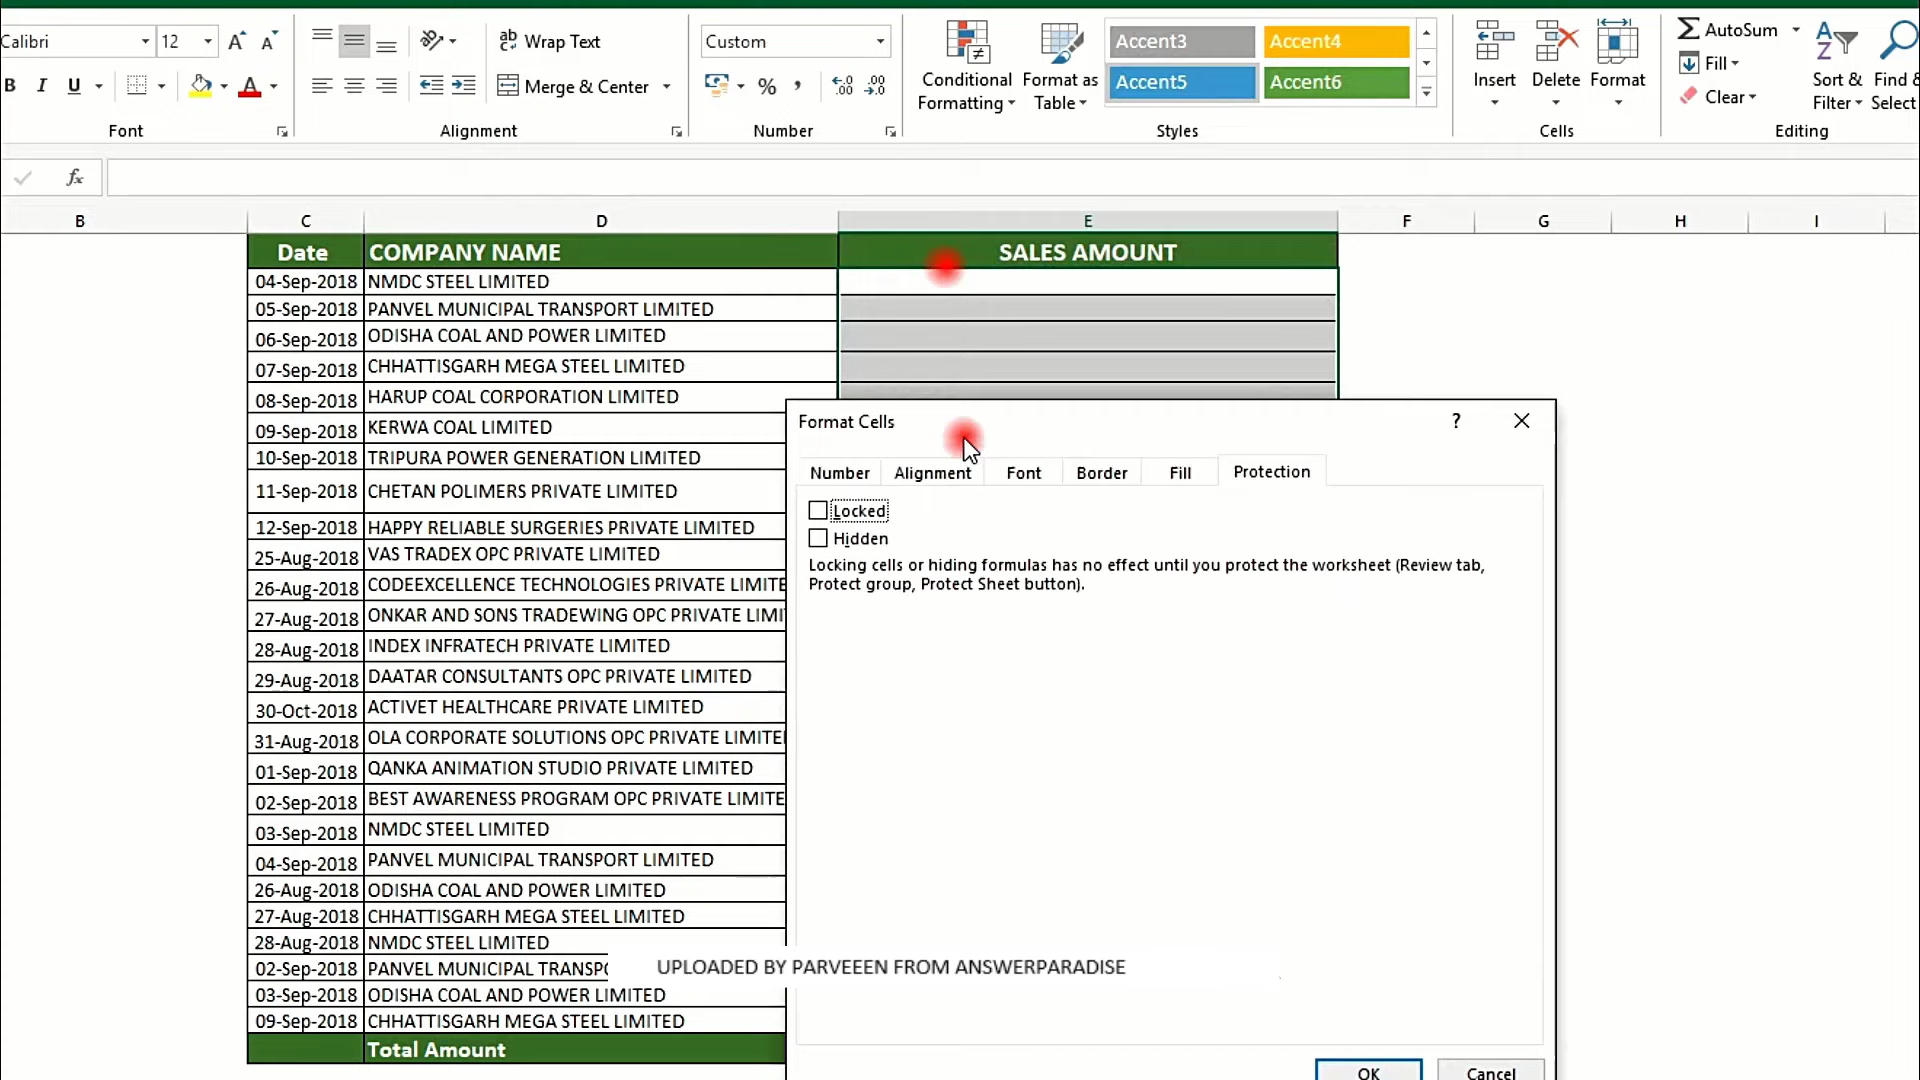 Calibri
12
Wrap Text
Custom
Accent3
Accent4
AutoSum
B I U
A
Merge & Center
%
Conditional Formatting
Format as Table
Accent5
Accent6
Insert
Delete
Format
Fill
Clear
Sort & Filter
Find & Select
Font
Alignment
Number
Styles
Cells
Editing
fx
B
C
D
E
F
G
H
I
Date COMPANY NAME SALES AMOUNT
04-Sep-2018 NMDC STEEL LIMITED
05-Sep-2018 PANVEL MUNICIPAL TRANSPORT LIMITED
06-Sep-2018 ODISHA COAL AND POWER LIMITED
07-Sep-2018 CHHATTISGARH MEGA STEEL LIMITED
08-Sep-2018 HARUP COAL CORPORATION LIMITED
09-Sep-2018 KERWA COAL LIMITED
10-Sep-2018 TRIPURA POWER GENERATION LIMITED
11-Sep-2018 CHETAN POLIMERS PRIVATE LIMITED
12-Sep-2018 HAPPY RELIABLE SURGERIES PRIVATE LIMITED
25-Aug-2018 VAS TRADEX OPC PRIVATE LIMITED
26-Aug-2018 CODEEXCELLENCE TECHNOLOGIES PRIVATE LIMITE
27-Aug-2018 ONKAR AND SONS TRADEWING OPC PRIVATE LIMI
28-Aug-2018 INDEX INFRATECH PRIVATE LIMITED
29-Aug-2018 DAATAR CONSULTANTS OPC PRIVATE LIMITED
30-Oct-2018 ACTIVET HEALTHCARE PRIVATE LIMITED
31-Aug-2018 OLA CORPORATE SOLUTIONS OPC PRIVATE LIMITE
01-Sep-2018 QANKA ANIMATION STUDIO PRIVATE LIMITED
02-Sep-2018 BEST AWARENESS PROGRAM OPC PRIVATE LIMITE
03-Sep-2018 NMDC STEEL LIMITED
04-Sep-2018 PANVEL MUNICIPAL TRANSPORT LIMITED
26-Aug-2018 ODISHA COAL AND POWER LIMITED
27-Aug-2018 CHHATTISGARH MEGA STEEL LIMITED
28-Aug-2018 NMDC STEEL LIMITED
02-Sep-2018 PANVEL MUNICIPAL TRANSP
03-Sep-2018 ODISHA COAL AND POWER LIMITED
09-Sep-2018 CHHATTISGARH MEGA STEEL LIMITED
Total Amount
Format Cells
?
Number Alignment Font Border Fill Protection
Locked
Hidden
Locking cells or hiding formulas has no effect until you protect the worksheet (Review tab,
Protect group, Protect Sheet button).
UPLOADED BY PARVEEEN FROM ANSWERPARADISE
OK
Cancel